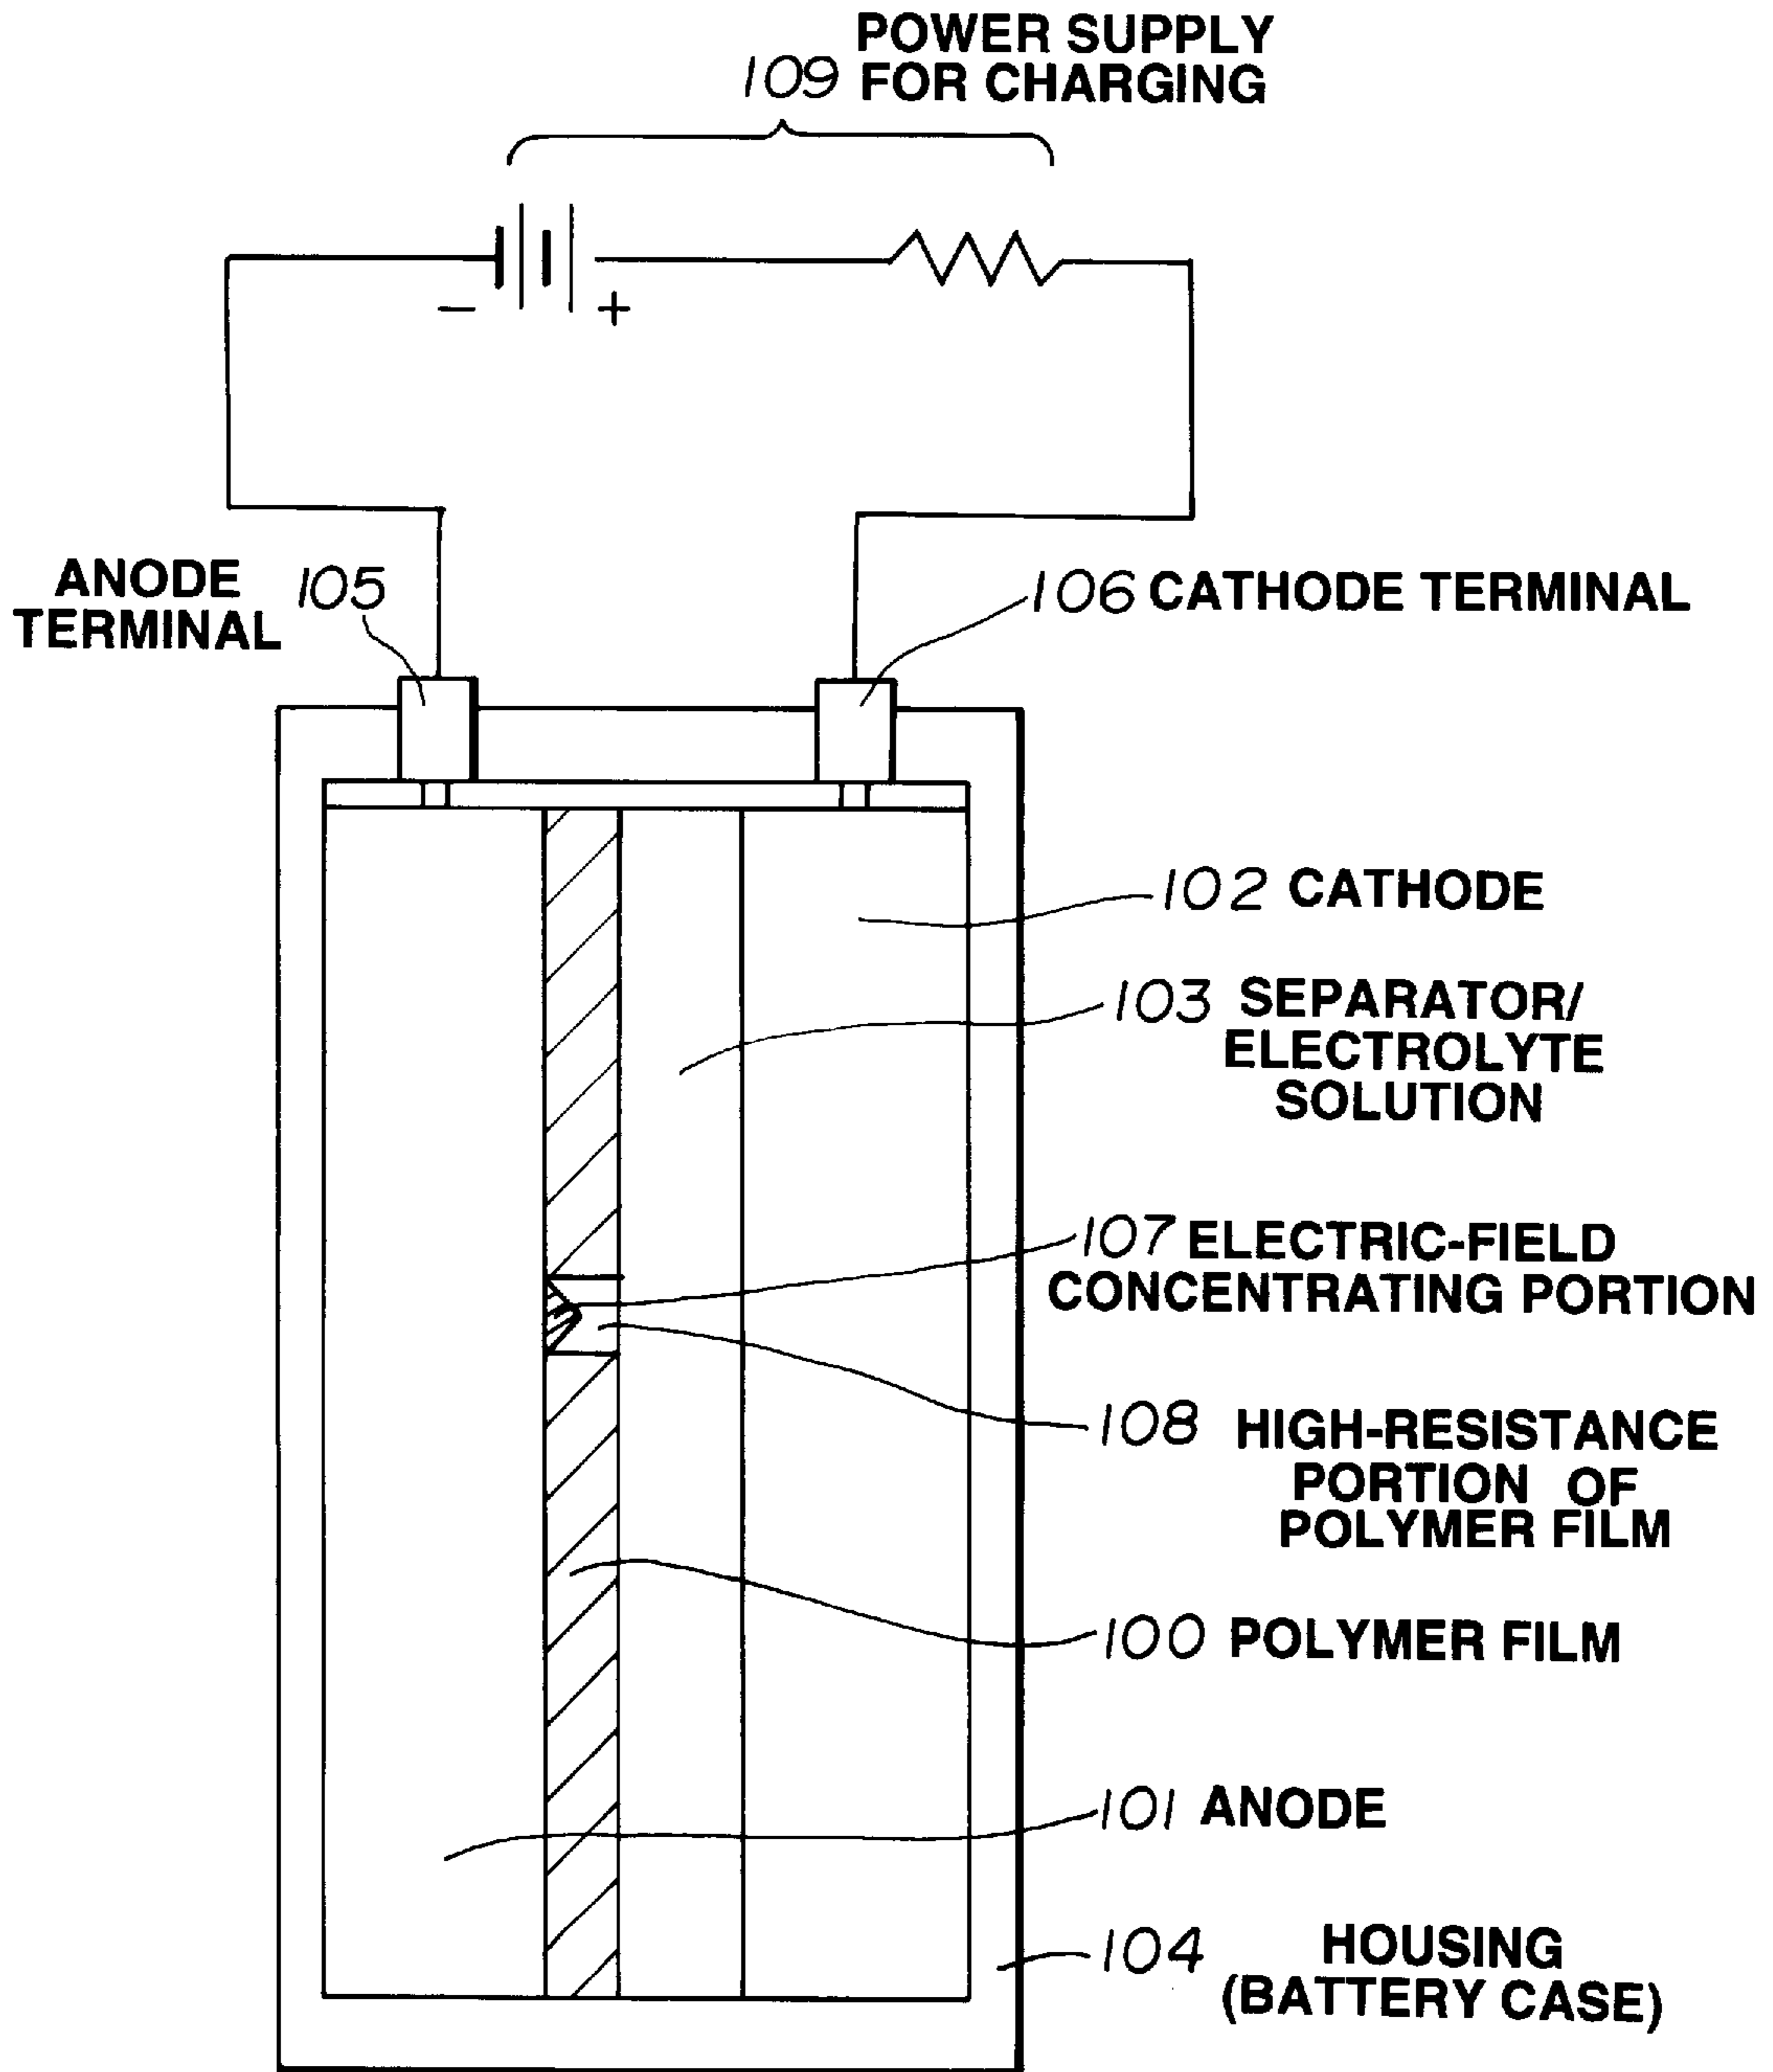 POWER SUPPLY
109 FOR CHARGING
− +
ANODE 105
TERMINAL
106 CATHODE TERMINAL
102 CATHODE
103 SEPARATOR/
ELECTROLYTE
SOLUTION
107 ELECTRIC-FIELD
CONCENTRATING PORTION
108 HIGH-RESISTANCE
PORTION OF
POLYMER FILM
100 POLYMER FILM
101 ANODE
104 HOUSING
(BATTERY CASE)